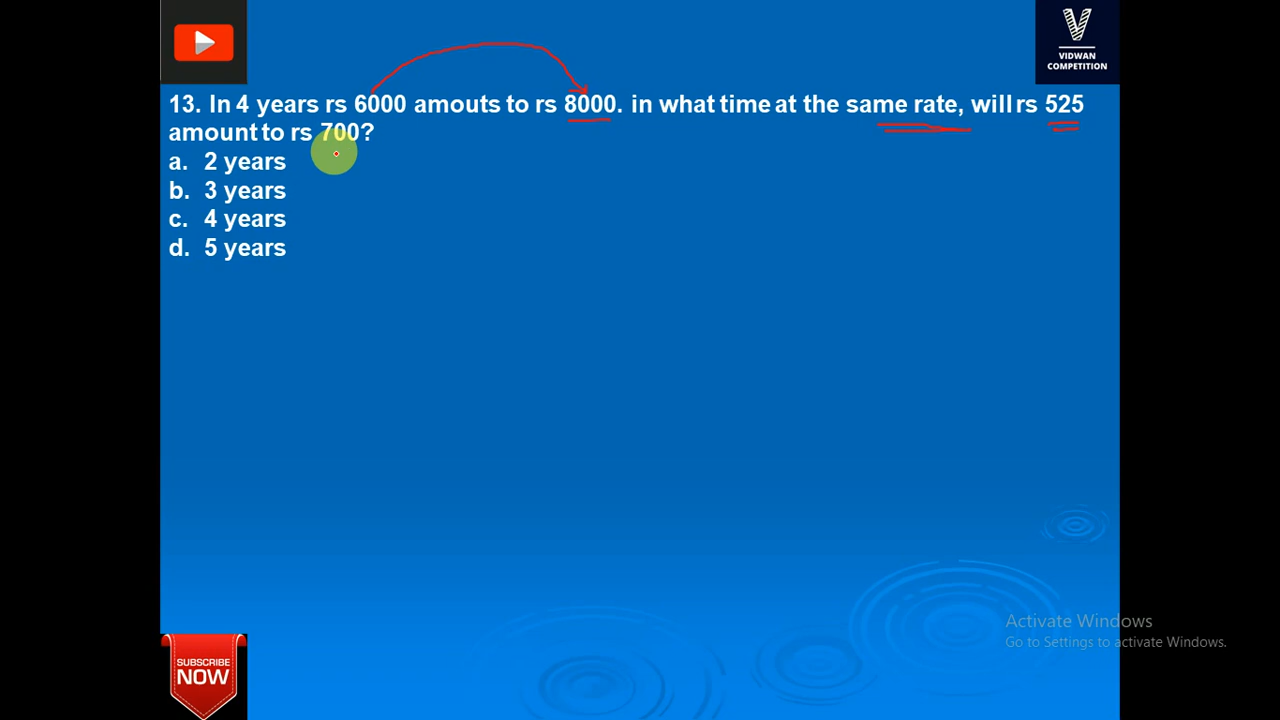 VIDWAN
COMPETITION
13. In 4 years rs 6000 amouts to rs 8000. in what time at the same rate, will rs 525
amount to rs 700?
a. 2 years
b. 3 years
c. 4 years
d. 5 years
Activate Windows
Go to Settings to activate Windows.
SUBSCRIBE
NOW